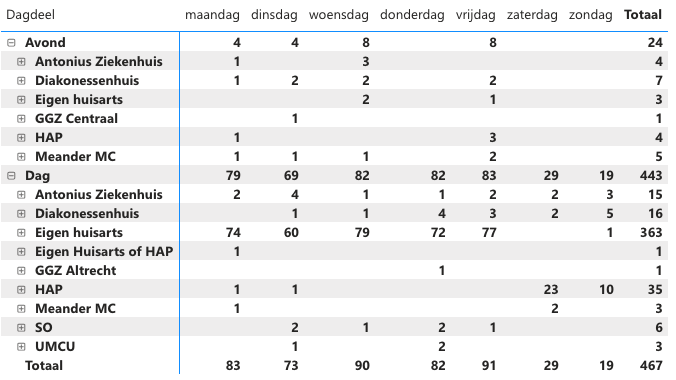 Dagdeel maandag dinsdag woensdag donderdag vrijdag zaterdag zondag Totaal
Avond 4 4 8 8 24
Antonius Ziekenhuis 1 3 4
Diakonessenhuis 1 2 2 2 7
Eigen huisarts 2 1 3
GGZ Centraal 1 1
HAP 1 3 4
Meander MC 1 1 1 2 5
Dag 79 69 82 82 83 29 19 443
Antonius Ziekenhuis 2 4 1 1 2 2 3 15
Diakonessenhuis 1 1 4 3 2 5 16
Eigen huisarts 74 60 79 72 77 1 363
Eigen Huisarts of HAP 1 1
GGZ Altrecht 1 1
HAP 1 1 23 10 35
Meander MC 1 2 3
SO 2 1 2 1 6
UMCU 1 2 3
Totaal 83 73 90 82 91 29 19 467